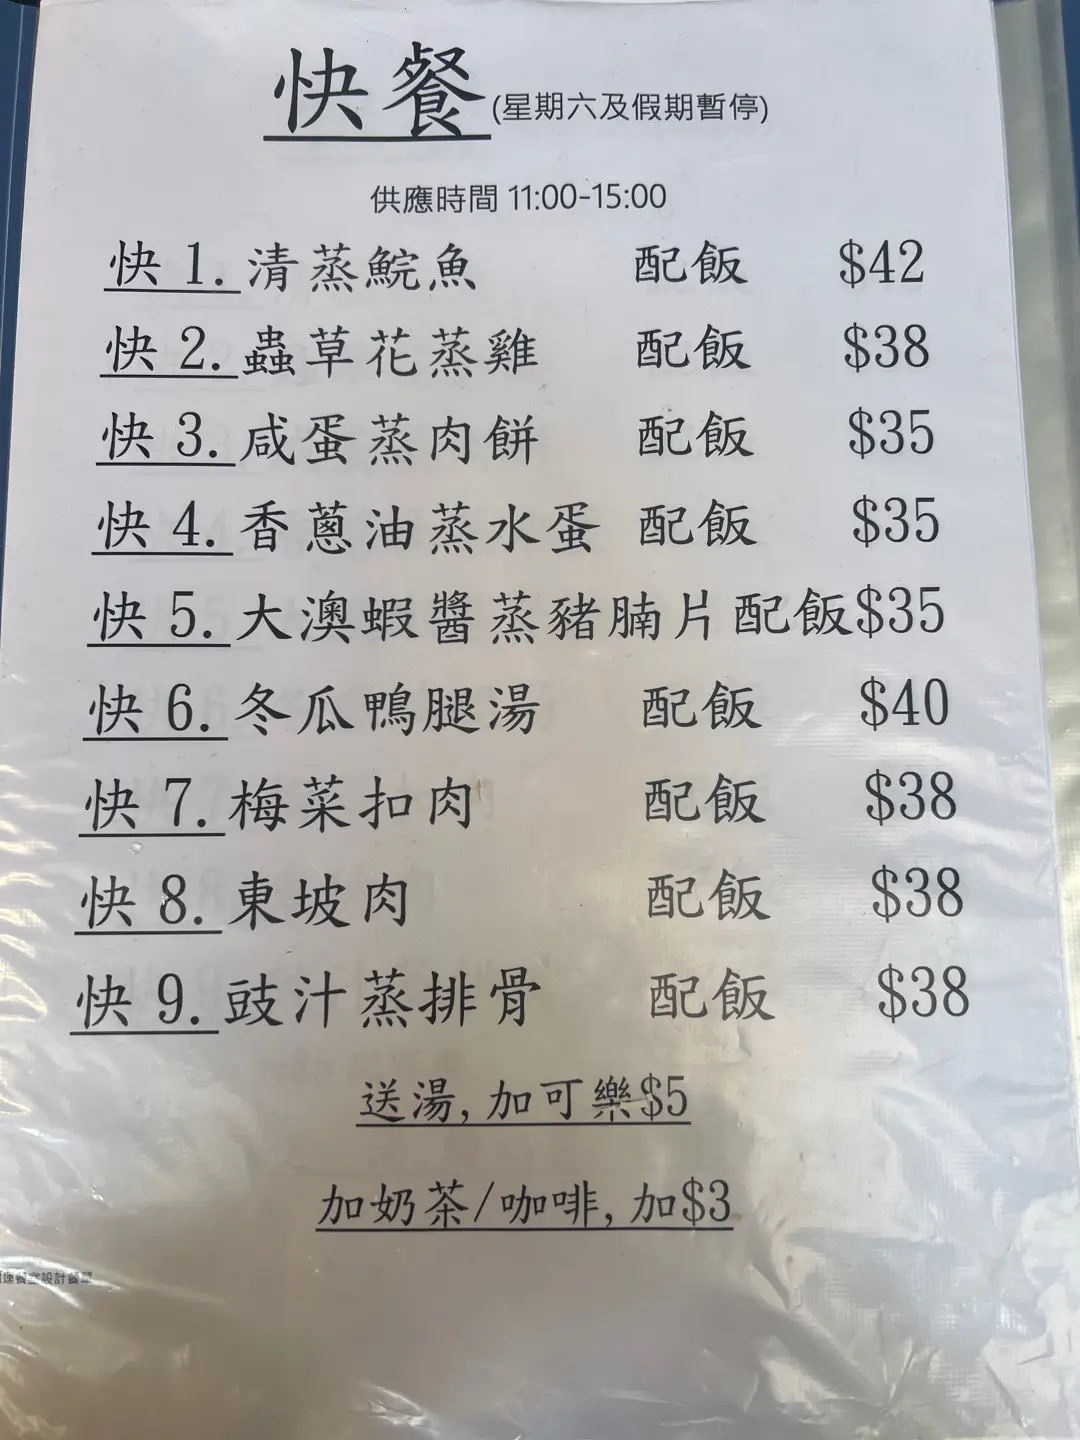 快餐(星期六及假期暫停)
供應時間 11:00-15:00
快 1. 清蒸鯇魚 配飯 $42
快 2. 蟲草花蒸雞 配飯 $38
快 3. 咸蛋蒸肉餅 配飯 $35
快 4. 香蔥油蒸水蛋 配飯 $35
快 5. 大澳蝦醬蒸豬腩片 配飯 $35
快 6. 冬瓜鴨腿湯 配飯 $40
快 7. 梅菜扣肉 配飯 $38
快 8. 東坡肉 配飯 $38
快 9. 豉汁蒸排骨 配飯 $38
送湯, 加可樂$5
加奶茶/咖啡, 加$3
設計餐單